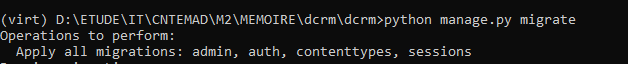 (virt) D:\ETUDE\IT\CNTEMAD\M2\MEMOIRE\dcrm\dcrm>python manage.py migrate
Operations to perform:
  Apply all migrations: admin, auth, contenttypes, sessions